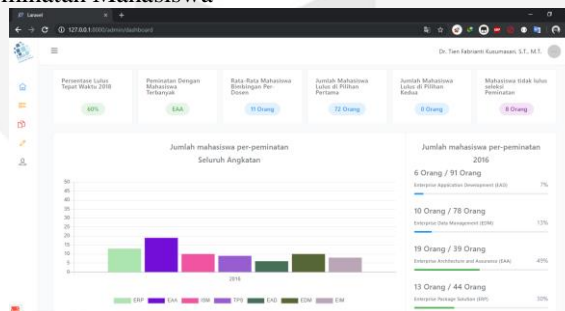 minatan Mahasiswa
Laravel
127.0.0.1:8000/admin/dashboard
Dr. Tien Fabrianti Kusumasari, S.T., M.T.
Persentase Lulus
Tepat Waktu 2018
60%
Peminatan Dengan
Mahasiswa
Terbanyak
EAA
Rata-Rata Mahasiswa
Bimbingan Per-
Dosen
11 Orang
Jumlah Mahasiswa
Lulus di Pilihan
Pertama
72 Orang
Jumlah Mahasiswa
Lulus di Pilihan
Kedua
0 Orang
Mahasiswa tidak lulus
seleksi
Peminatan
0 Orang
Jumlah mahasiswa per-peminatan
Seluruh Angkatan
50
45
40
35
30
25
20
15
10
5
0
2016
ERP EAA ISM TPB EAD EDM EIM
Jumlah mahasiswa per-peminatan
2016
6 Orang / 91 Orang
Enterprise Application Development (EAD) 7%
10 Orang / 78 Orang
Enterprise Data Management (EDM) 13%
19 Orang / 39 Orang
Enterprise Architecture and Assurance (EAA) 49%
13 Orang / 44 Orang
Enterprise Package Solution (ERP) 30%